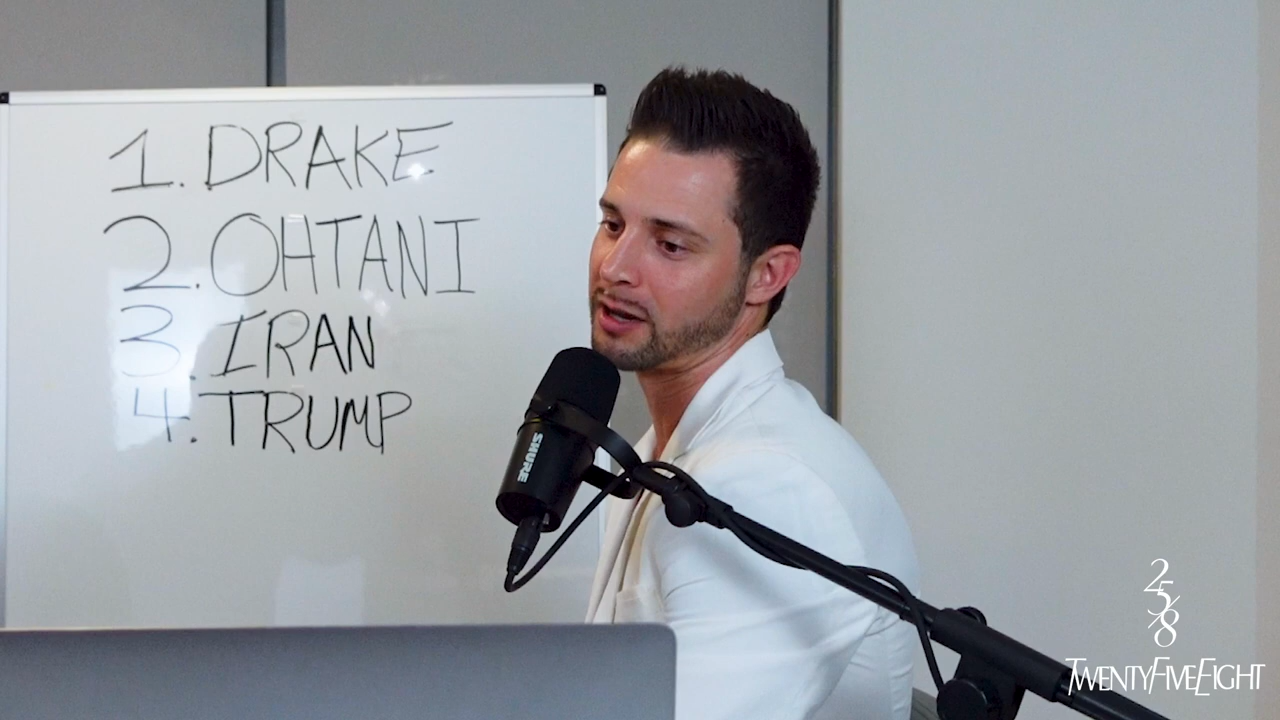 1. DRAKE
2. OHTANI
3. IRAN
4. TRUMP
SHURE
25/8
TWENTYFIVEEIGHT